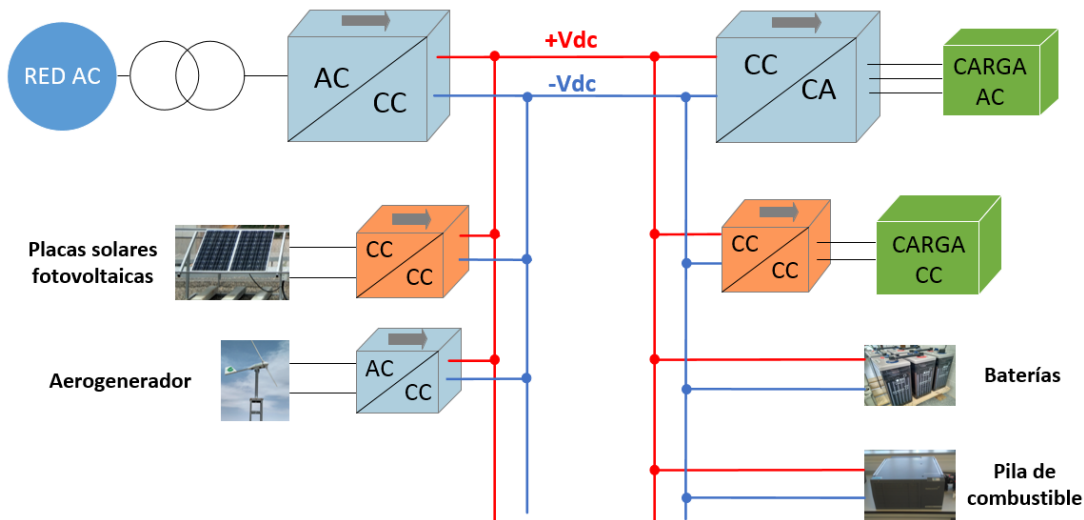 RED AC
AC
CC
+Vdc
-Vdc
CC
CA
CARGA
AC
Placas solares
fotovoltaicas
CC
CC
CC
CC
CARGA
CC
Aerogenerador
AC
CC
Baterías
Pila de
combustible